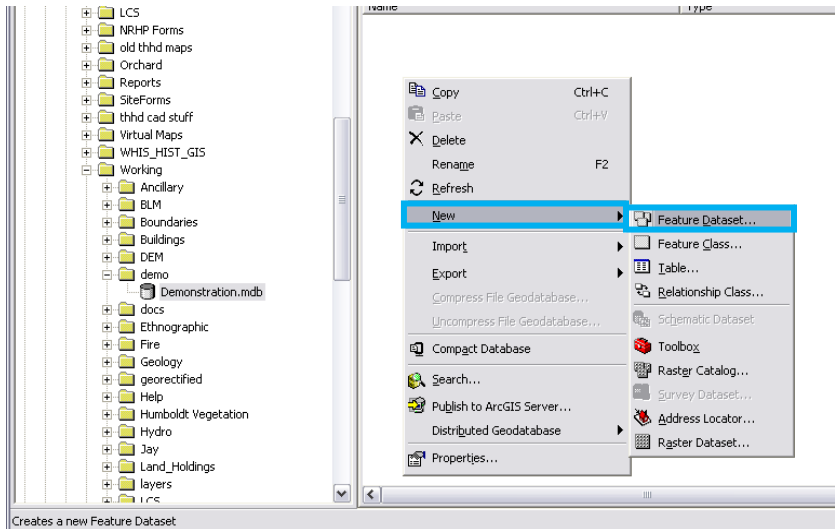 LCS
NRHP Forms
old thhd maps
Orchard
Reports
SiteForms
thhd cad stuff
Virtual Maps
WHIS_HIST_GIS
Working
Ancillary
BLM
Boundaries
Buildings
DEM
demo
Demonstration.mdb
docs
Ethnographic
Fire
Geology
georectified
Help
Humboldt Vegetation
Hydro
Jay
Land_Holdings
layers
LCS
Name Type
Copy Ctrl+C
Paste Ctrl+V
Delete
Rename F2
Refresh
New
Import
Export
Compress File Geodatabase...
Uncompress File Geodatabase...
Compact Database
Search...
Publish to ArcGIS Server...
Distributed Geodatabase
Properties...
Feature Dataset...
Feature Class...
Table...
Relationship Class...
Schematic Dataset
Toolbox
Raster Catalog...
Survey Dataset...
Address Locator...
Raster Dataset...
Creates a new Feature Dataset